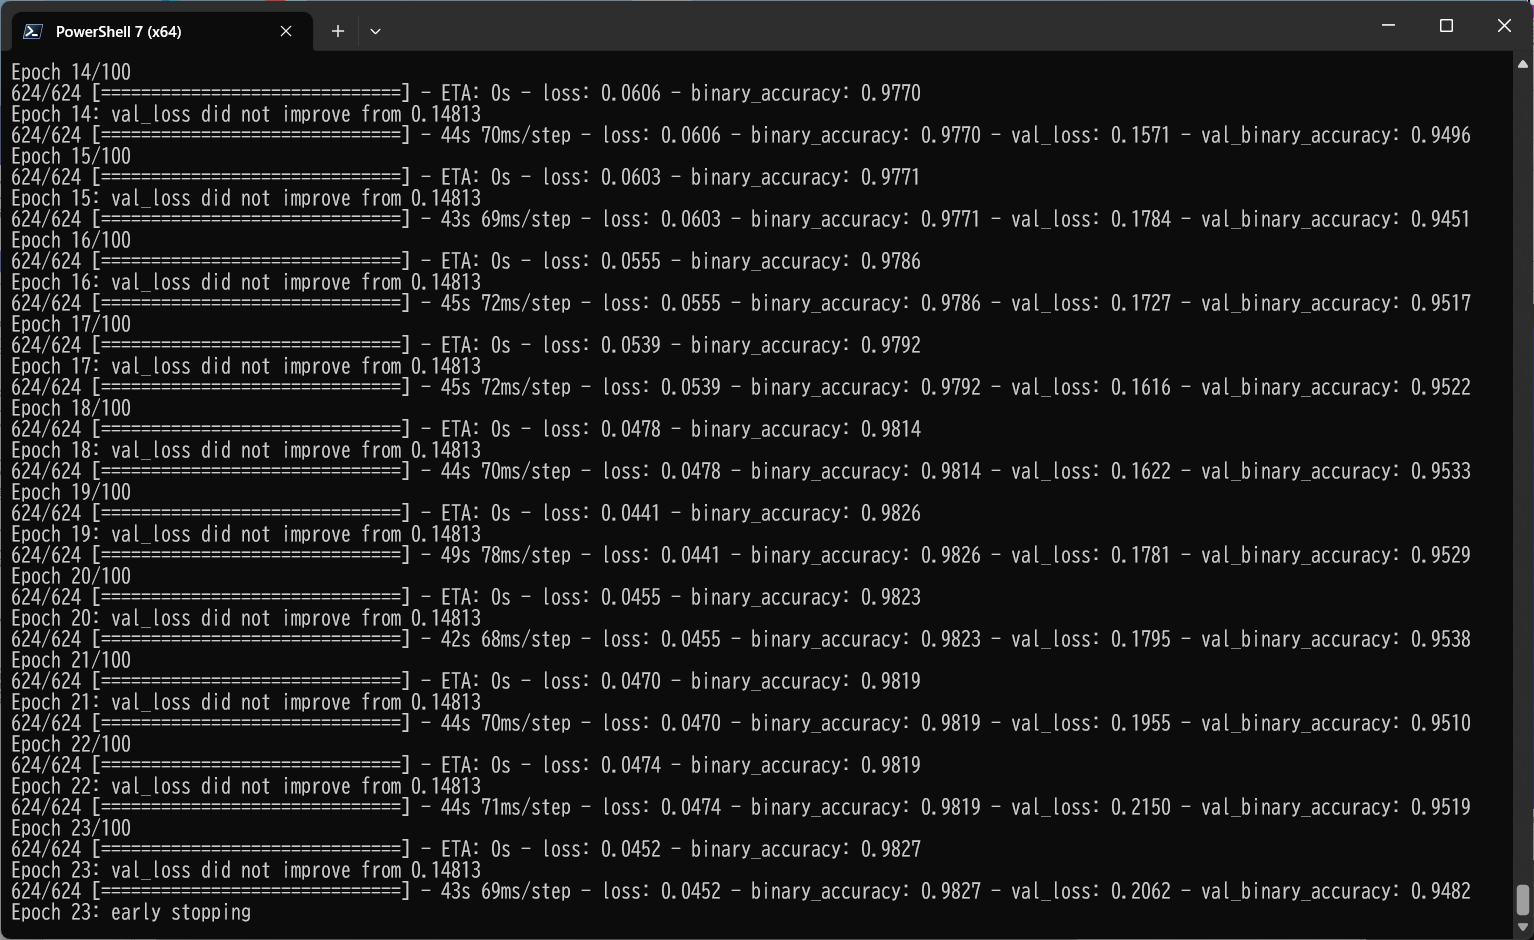 PowerShell 7 (x64)
Epoch 14/100
624/624 [==============================] - ETA: 0s - loss: 0.0606 - binary_accuracy: 0.9770
Epoch 14: val_loss did not improve from 0.14813
624/624 [==============================] - 44s 70ms/step - loss: 0.0606 - binary_accuracy: 0.9770 - val_loss: 0.1571 - val_binary_accuracy: 0.9496
Epoch 15/100
624/624 [==============================] - ETA: 0s - loss: 0.0603 - binary_accuracy: 0.9771
Epoch 15: val_loss did not improve from 0.14813
624/624 [==============================] - 43s 69ms/step - loss: 0.0603 - binary_accuracy: 0.9771 - val_loss: 0.1784 - val_binary_accuracy: 0.9451
Epoch 16/100
624/624 [==============================] - ETA: 0s - loss: 0.0555 - binary_accuracy: 0.9786
Epoch 16: val_loss did not improve from 0.14813
624/624 [==============================] - 45s 72ms/step - loss: 0.0555 - binary_accuracy: 0.9786 - val_loss: 0.1727 - val_binary_accuracy: 0.9517
Epoch 17/100
624/624 [==============================] - ETA: 0s - loss: 0.0539 - binary_accuracy: 0.9792
Epoch 17: val_loss did not improve from 0.14813
624/624 [==============================] - 45s 72ms/step - loss: 0.0539 - binary_accuracy: 0.9792 - val_loss: 0.1616 - val_binary_accuracy: 0.9522
Epoch 18/100
624/624 [==============================] - ETA: 0s - loss: 0.0478 - binary_accuracy: 0.9814
Epoch 18: val_loss did not improve from 0.14813
624/624 [==============================] - 44s 70ms/step - loss: 0.0478 - binary_accuracy: 0.9814 - val_loss: 0.1622 - val_binary_accuracy: 0.9533
Epoch 19/100
624/624 [==============================] - ETA: 0s - loss: 0.0441 - binary_accuracy: 0.9826
Epoch 19: val_loss did not improve from 0.14813
624/624 [==============================] - 49s 78ms/step - loss: 0.0441 - binary_accuracy: 0.9826 - val_loss: 0.1781 - val_binary_accuracy: 0.9529
Epoch 20/100
624/624 [==============================] - ETA: 0s - loss: 0.0455 - binary_accuracy: 0.9823
Epoch 20: val_loss did not improve from 0.14813
624/624 [==============================] - 42s 68ms/step - loss: 0.0455 - binary_accuracy: 0.9823 - val_loss: 0.1795 - val_binary_accuracy: 0.9538
Epoch 21/100
624/624 [==============================] - ETA: 0s - loss: 0.0470 - binary_accuracy: 0.9819
Epoch 21: val_loss did not improve from 0.14813
624/624 [==============================] - 44s 70ms/step - loss: 0.0470 - binary_accuracy: 0.9819 - val_loss: 0.1955 - val_binary_accuracy: 0.9510
Epoch 22/100
624/624 [==============================] - ETA: 0s - loss: 0.0474 - binary_accuracy: 0.9819
Epoch 22: val_loss did not improve from 0.14813
624/624 [==============================] - 44s 71ms/step - loss: 0.0474 - binary_accuracy: 0.9819 - val_loss: 0.2150 - val_binary_accuracy: 0.9519
Epoch 23/100
624/624 [==============================] - ETA: 0s - loss: 0.0452 - binary_accuracy: 0.9827
Epoch 23: val_loss did not improve from 0.14813
624/624 [==============================] - 43s 69ms/step - loss: 0.0452 - binary_accuracy: 0.9827 - val_loss: 0.2062 - val_binary_accuracy: 0.9482
Epoch 23: early stopping